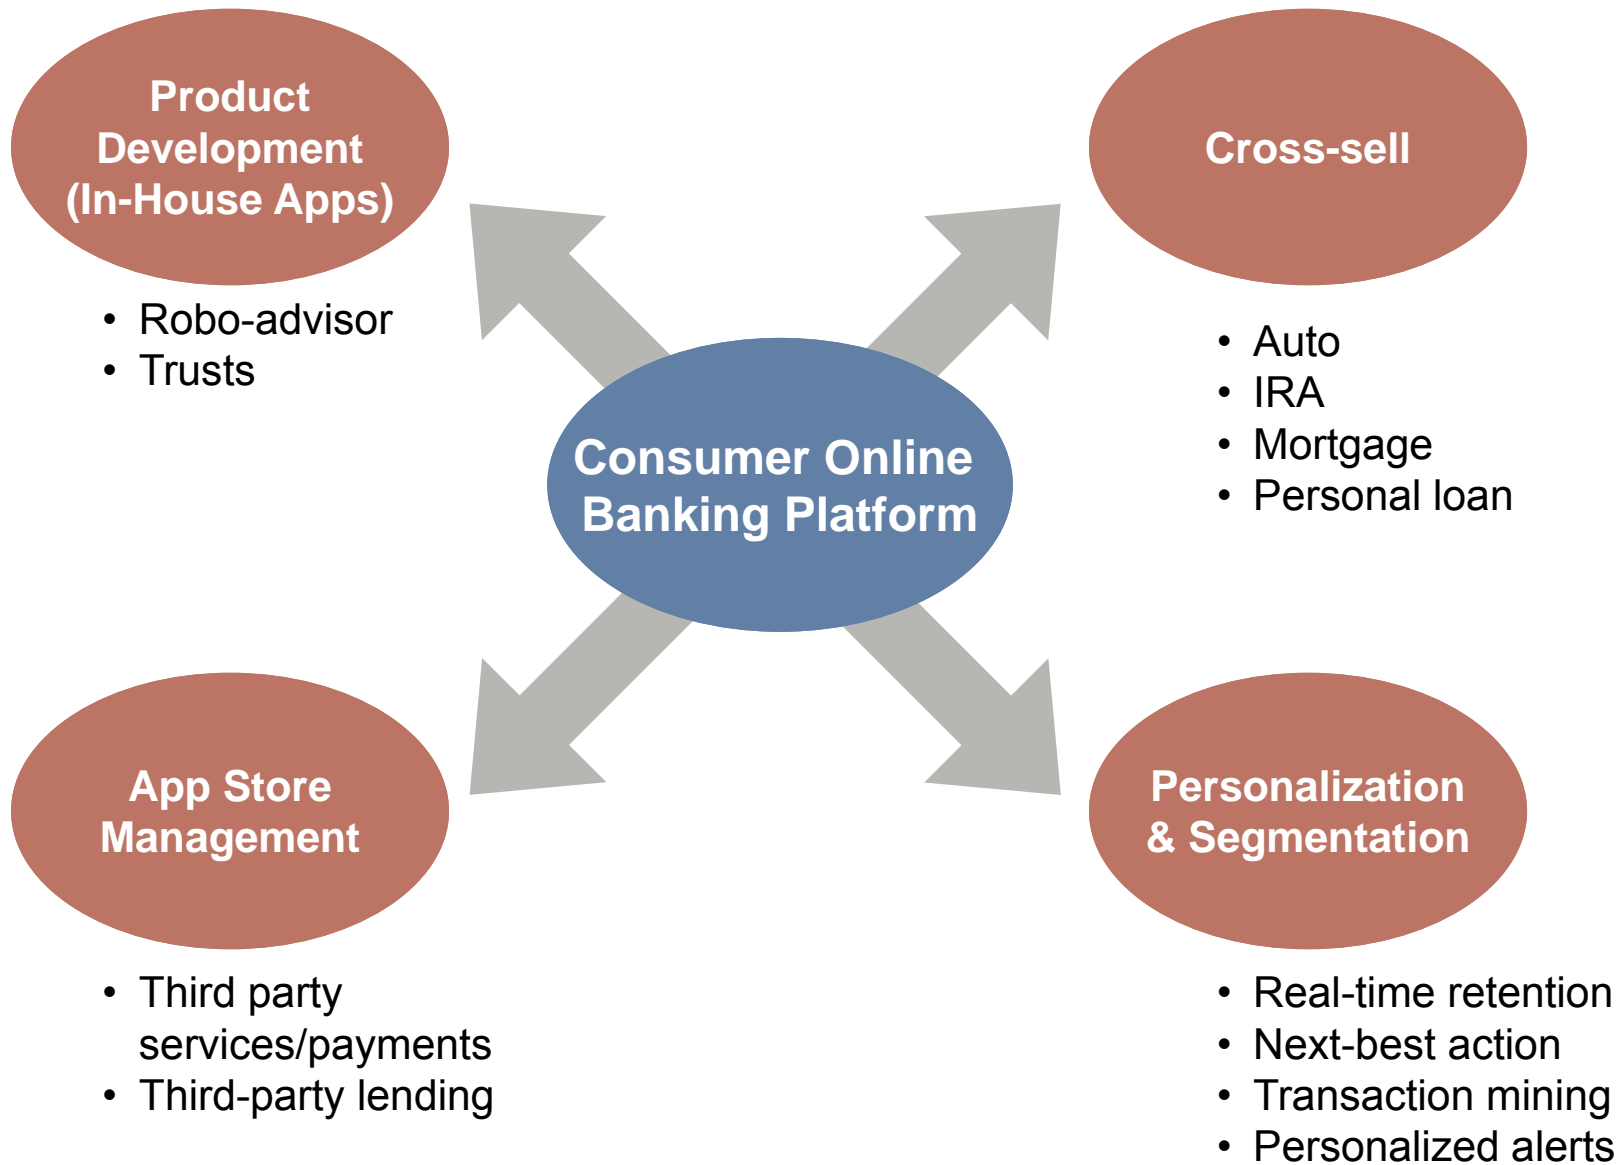 Product
Development
(In-House Apps)
• Robo-advisor
• Trusts
Cross-sell
• Auto
• IRA
• Mortgage
• Personal loan
Consumer Online
Banking Platform
App Store
Management
• Third party
services/payments
• Third-party lending
Personalization
& Segmentation
• Real-time retention
• Next-best action
• Transaction mining
• Personalized alerts